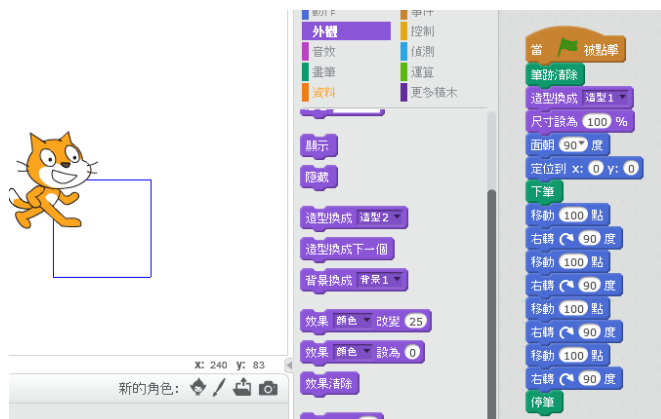 動作
事件
外觀
控制
音效
偵測
畫筆
運算
資料
更多積木
顯示
隱藏
造型換成 造型2
造型換成下一個
背景換成 背景1
效果 顏色 改變 25
效果 顏色 設為 0
效果清除
x: 240 y: 83
新的角色:
當 被點擊
筆跡清除
造型換成 造型1
尺寸設為 100 %
面朝 90 度
定位到 x: 0 y: 0
下筆
移動 100 點
右轉 90 度
移動 100 點
右轉 90 度
移動 100 點
右轉 90 度
移動 100 點
右轉 90 度
停筆